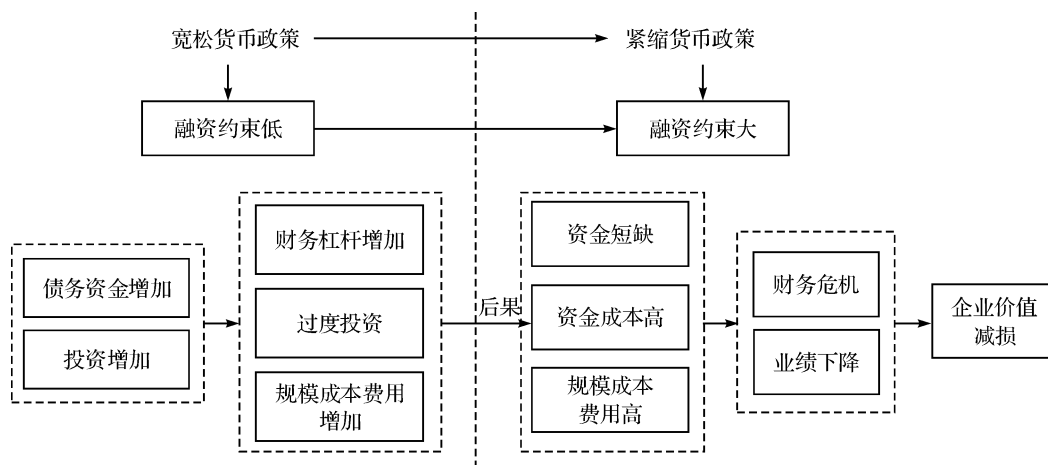 宽松货币政策
紧缩货币政策
融资约束低
融资约束大
债务资金增加
投资增加
财务杠杆增加
过度投资
规模成本费用
增加
后果
资金短缺
资金成本高
规模成本
费用高
财务危机
业绩下降
企业价值
减损